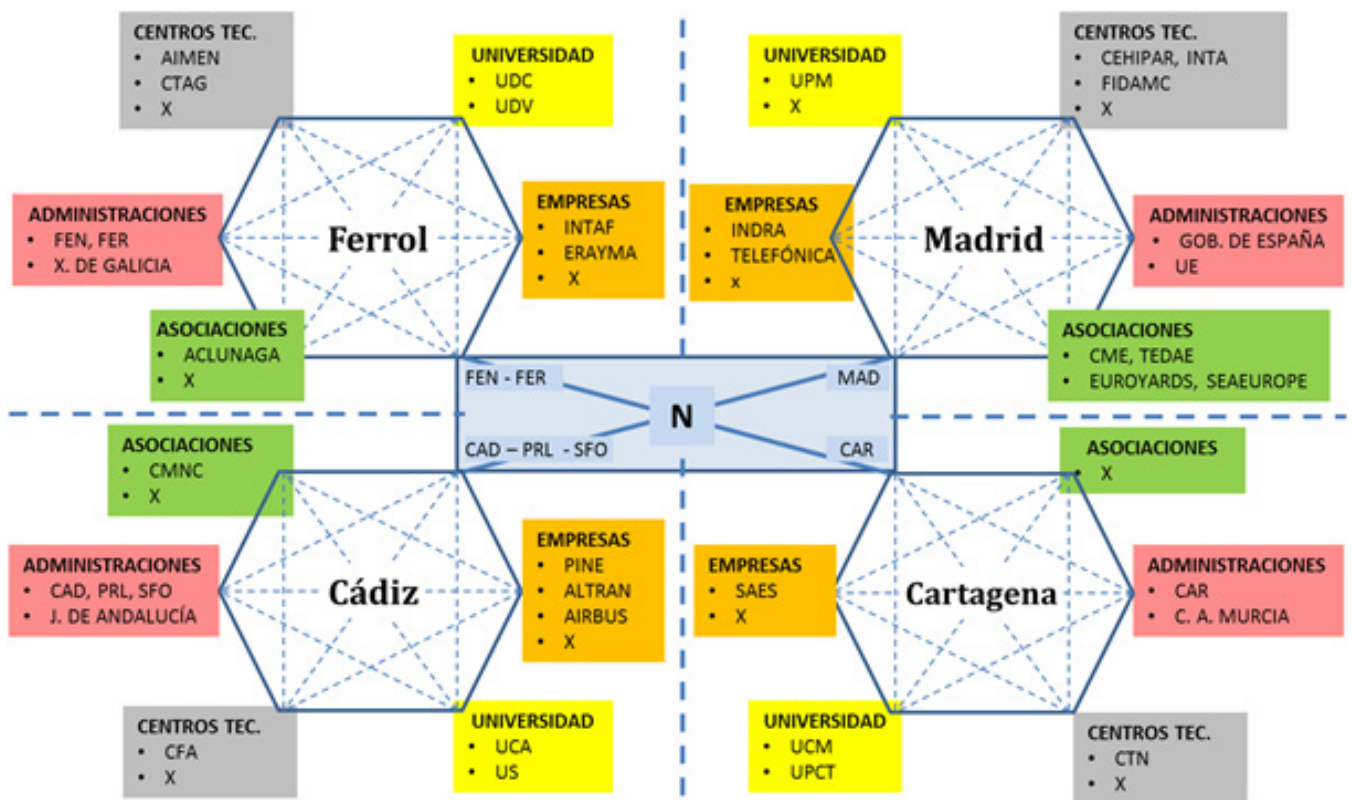 CENTROS TEC.
• AIMEN
• CTAG
• X
UNIVERSIDAD
• UDC
• UDV
ADMINISTRACIONES
• FEN, FER
• X. DE GALICIA
Ferrol
EMPRESAS
• INTAF
• ERAYMA
• X
ASOCIACIONES
• ACLUNAGA
• X
UNIVERSIDAD
• UPM
• X
CENTROS TEC.
• CEHIPAR, INTA
• FIDAMC
• X
EMPRESAS
• INDRA
• TELEFÓNICA
• x
Madrid
ADMINISTRACIONES
• GOB. DE ESPAÑA
• UE
ASOCIACIONES
• CME, TEDAE
• EUROYARDS, SEAEUROPE
FEN - FER
MAD
N
CAD – PRL - SFO
CAR
ASOCIACIONES
• CMNC
• X
ADMINISTRACIONES
• CAD, PRL, SFO
• J. DE ANDALUCÍA
Cádiz
EMPRESAS
• PINE
• ALTRAN
• AIRBUS
• X
CENTROS TEC.
• CFA
• X
UNIVERSIDAD
• UCA
• US
ASOCIACIONES
• X
EMPRESAS
• SAES
• X
Cartagena
ADMINISTRACIONES
• CAR
• C. A. MURCIA
UNIVERSIDAD
• UCM
• UPCT
CENTROS TEC.
• CTN
• X